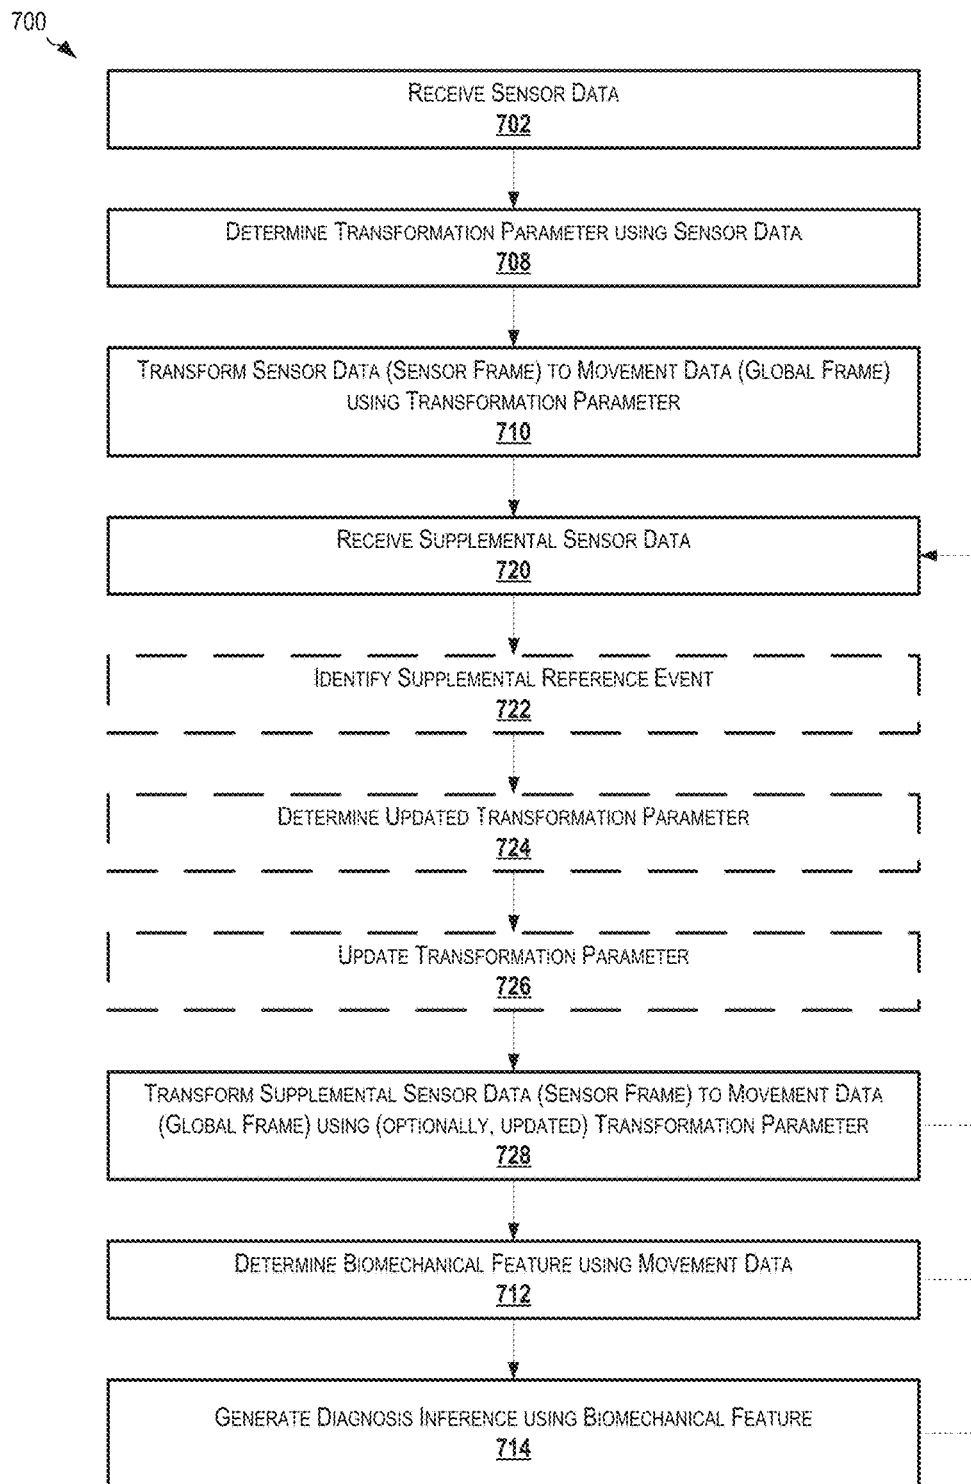 700
Receive Sensor Data
702
Determine Transformation Parameter using Sensor Data
708
Transform Sensor Data (Sensor Frame) to Movement Data (Global Frame)
using Transformation Parameter
710
Receive Supplemental Sensor Data
720
Identify Supplemental Reference Event
722
Determine Updated Transformation Parameter
724
Update Transformation Parameter
726
Transform Supplemental Sensor Data (Sensor Frame) to Movement Data
(Global Frame) using (optionally, updated) Transformation Parameter
728
Determine Biomechanical Feature using Movement Data
712
Generate Diagnosis Inference using Biomechanical Feature
714